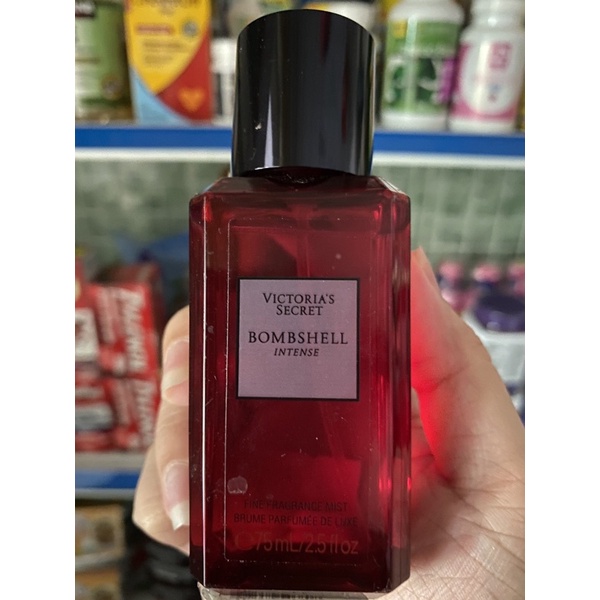 VICTORIA'S
SECRET
BOMBSHELL
INTENSE
FINE FRAGRANCE MIST
BRUME PARFUMÉE DE LUXE
75 mL/2.5 fl oz